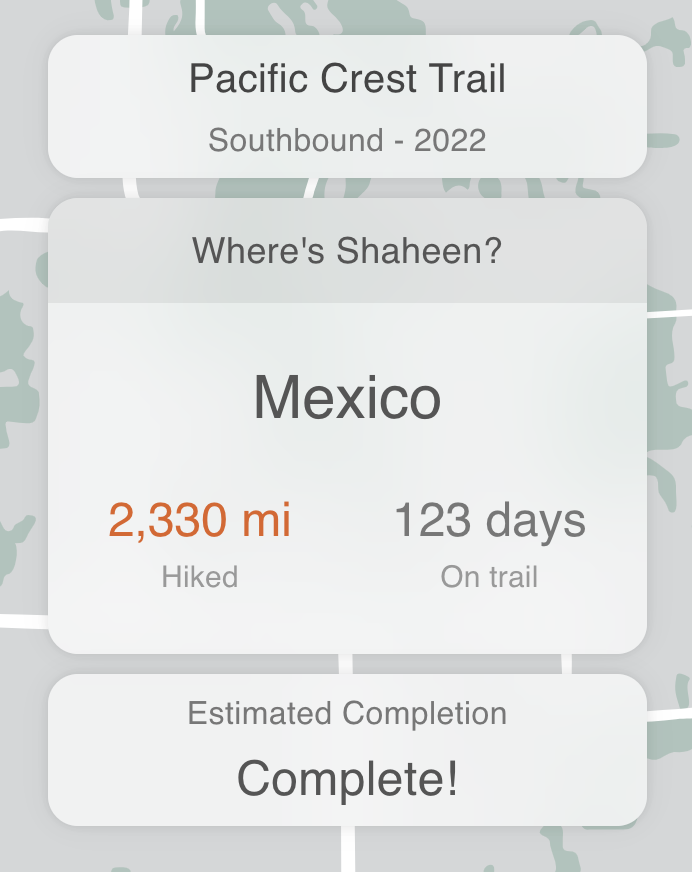 Pacific Crest Trail
Southbound - 2022
Where's Shaheen?
Mexico
2,330 mi 123 days
Hiked On trail
Estimated Completion
Complete!